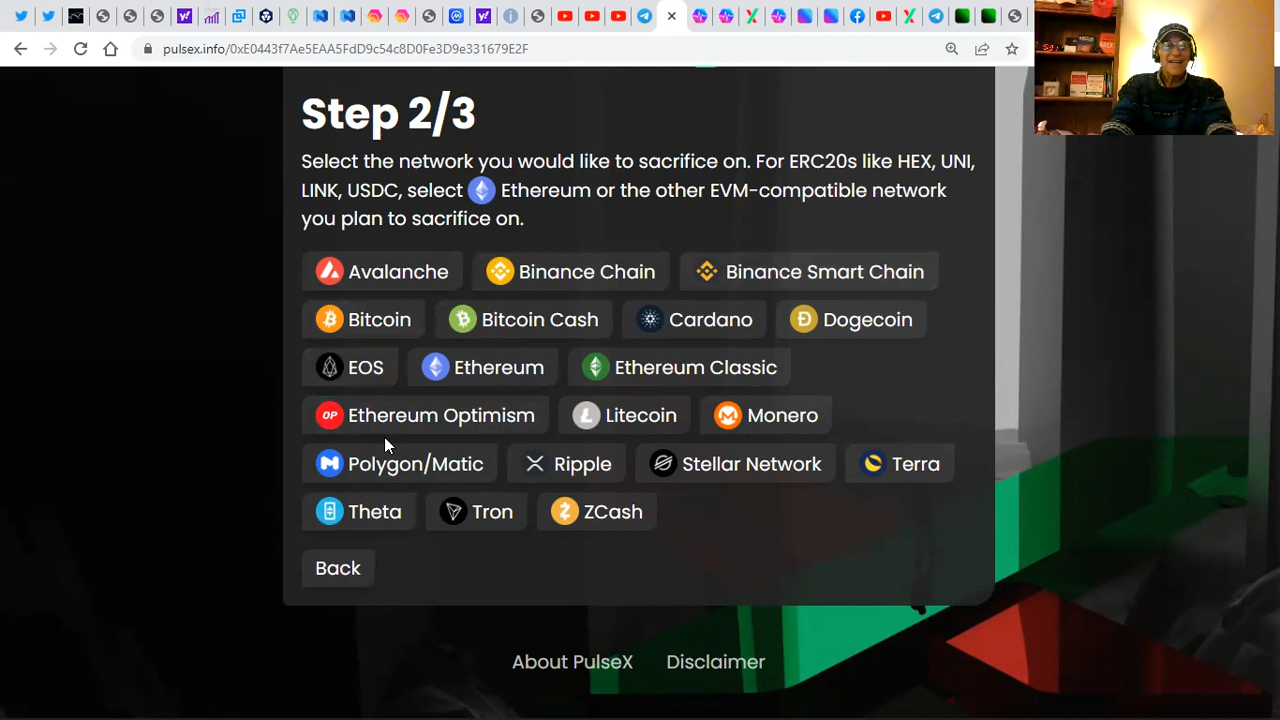 pulsex.info/0xE0443f7Ae5EAA5FdD9c54c8D0Fe3D9e331679E2F
Step 2/3
Select the network you would like to sacrifice on. For ERC20s like HEX, UNI,
LINK, USDC, select Ethereum or the other EVM-compatible network
you plan to sacrifice on.
Avalanche Binance Chain Binance Smart Chain
Bitcoin Bitcoin Cash Cardano Dogecoin
EOS Ethereum Ethereum Classic
OP Ethereum Optimism Litecoin Monero
Polygon/Matic Ripple Stellar Network Terra
Theta Tron ZCash
Back
About PulseX Disclaimer